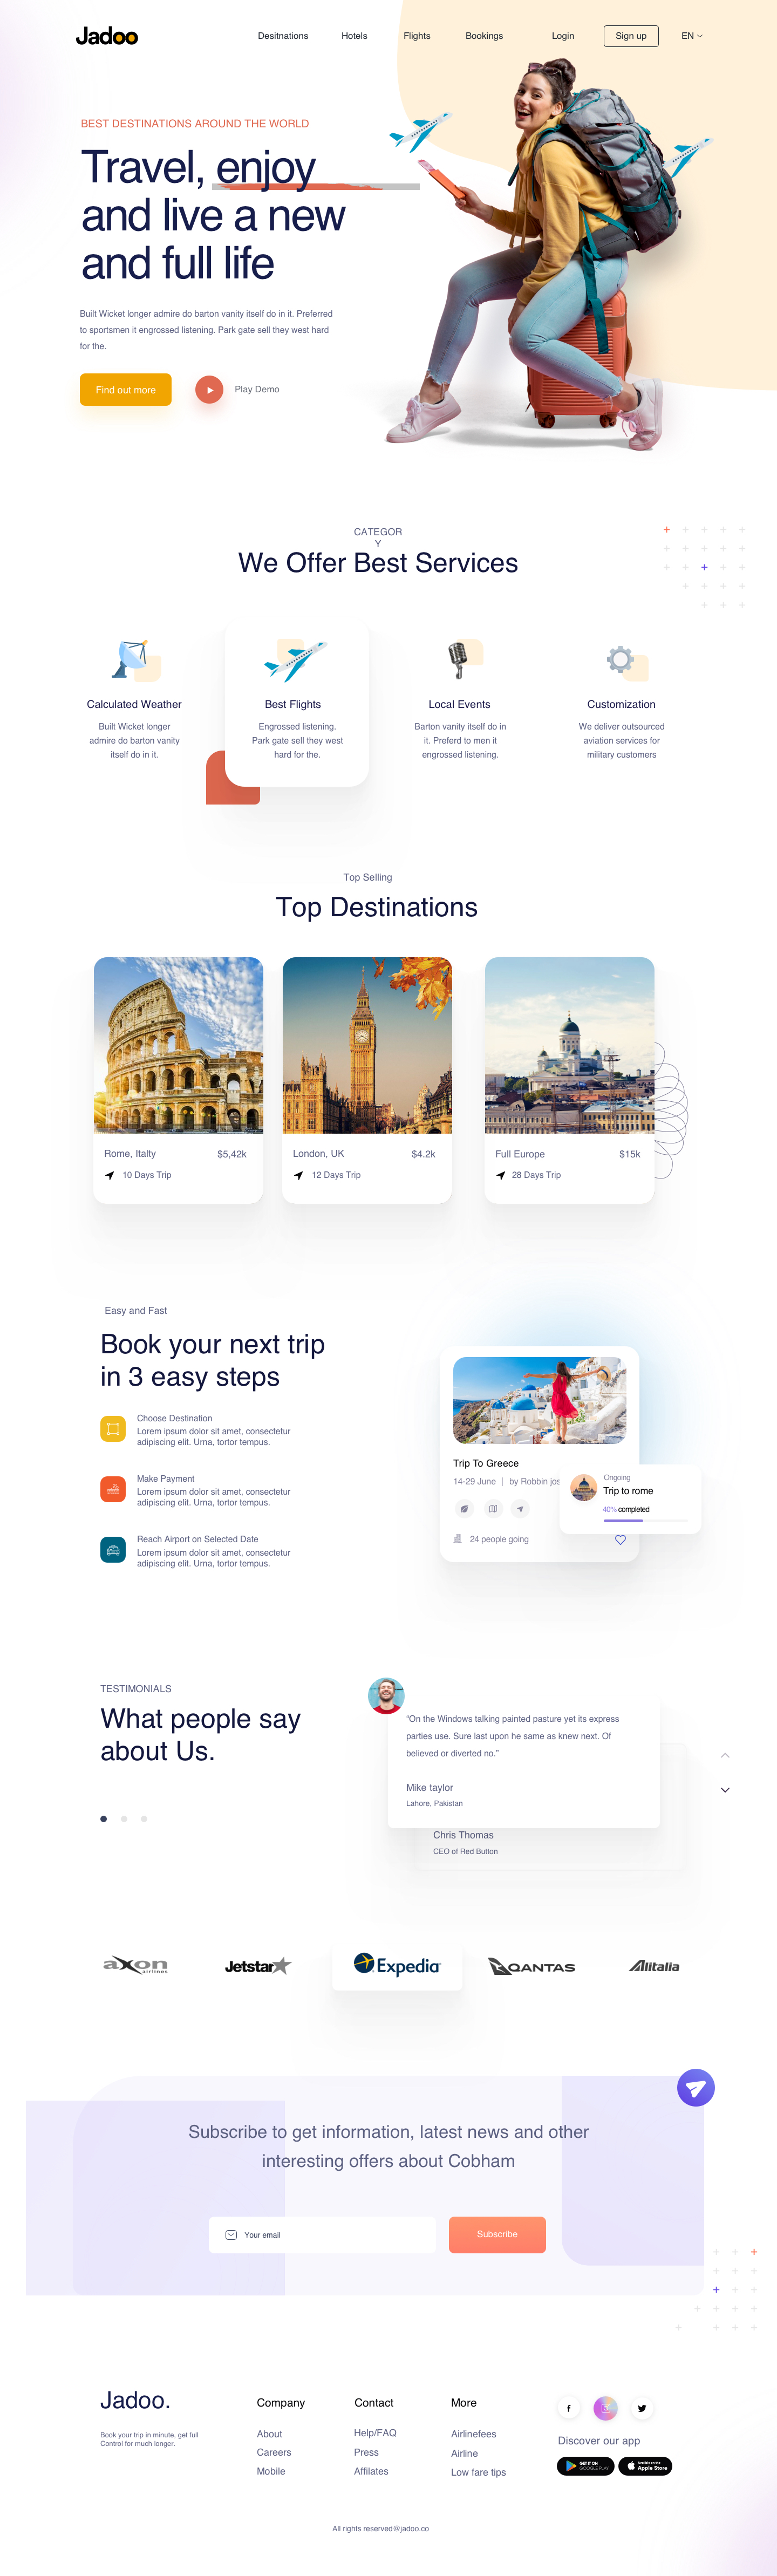 Jadoo
Desitnations
Hotels
Flights
Bookings
Login
Sign up
EN
BEST DESTINATIONS AROUND THE WORLD
Travel, enjoy
and live a new
and full life
Built Wicket longer admire do barton vanity itself do in it. Preferred
to sportsmen it engrossed listening. Park gate sell they west hard
for the.
Find out more
Play Demo
CATEGOR
Y
We Offer Best Services
Calculated Weather
Built Wicket longer
admire do barton vanity
itself do in it.
Best Flights
Engrossed listening.
Park gate sell they west
hard for the.
Local Events
Barton vanity itself do in
it. Preferd to men it
engrossed listening.
Customization
We deliver outsourced
aviation services for
military customers
Top Selling
Top Destinations
Rome, Italty
$5,42k
10 Days Trip
London, UK
$4.2k
12 Days Trip
Full Europe
$15k
28 Days Trip
Easy and Fast
Book your next trip
in 3 easy steps
Choose Destination
Lorem ipsum dolor sit amet, consectetur
adipiscing elit. Urna, tortor tempus.
Make Payment
Lorem ipsum dolor sit amet, consectetur
adipiscing elit. Urna, tortor tempus.
Reach Airport on Selected Date
Lorem ipsum dolor sit amet, consectetur
adipiscing elit. Urna, tortor tempus.
Trip To Greece
14-29 June | by Robbin jos
24 people going
Ongoing
Trip to rome
40% completed
TESTIMONIALS
What people say
about Us.
“On the Windows talking painted pasture yet its express
parties use. Sure last upon he same as knew next. Of
believed or diverted no.”
Mike taylor
Lahore, Pakistan
Chris Thomas
CEO of Red Button
axon
airlines
Jetstar
Expedia
QANTAS
Alitalia
Subscribe to get information, latest news and other
interesting offers about Cobham
Your email
Subscribe
Jadoo.
Book your trip in minute, get full
Control for much longer.
Company
About
Careers
Mobile
Contact
Help/FAQ
Press
Affilates
More
Airlinefees
Airline
Low fare tips
Discover our app
GET IT ON
GOOGLE PLAY
Available on the
Apple Store
All rights reserved@jadoo.co